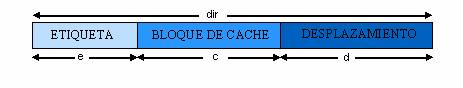 dir
ETIQUETA BLOQUE DE CACHE DESPLAZAMIENTO
e c d